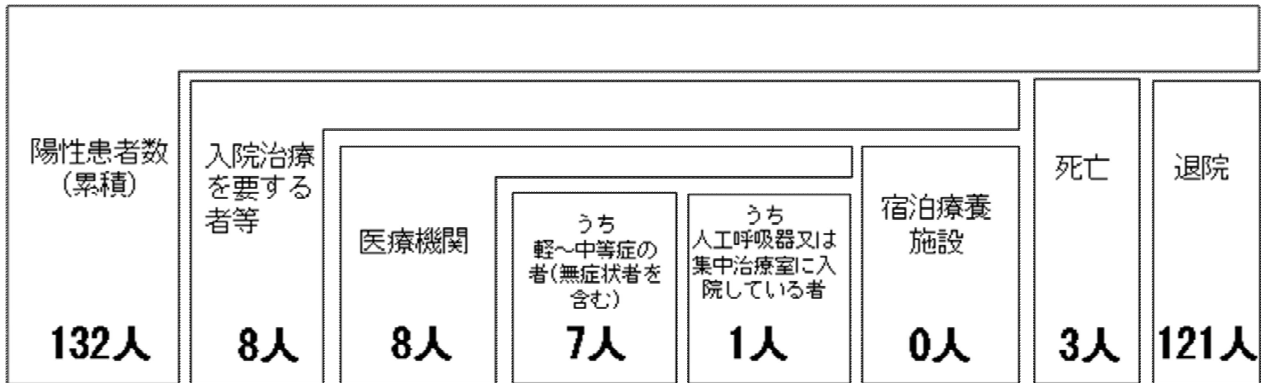 陽性患者数
(累積)
132人
入院治療
を要する
者等
8人
医療機関
8人
うち
軽~中等症の
者(無症状者を
含む)
7人
うち
人工呼吸器又は
集中治療室に入
院している者
1人
宿泊療養
施設
0人
死亡
3人
退院
121人